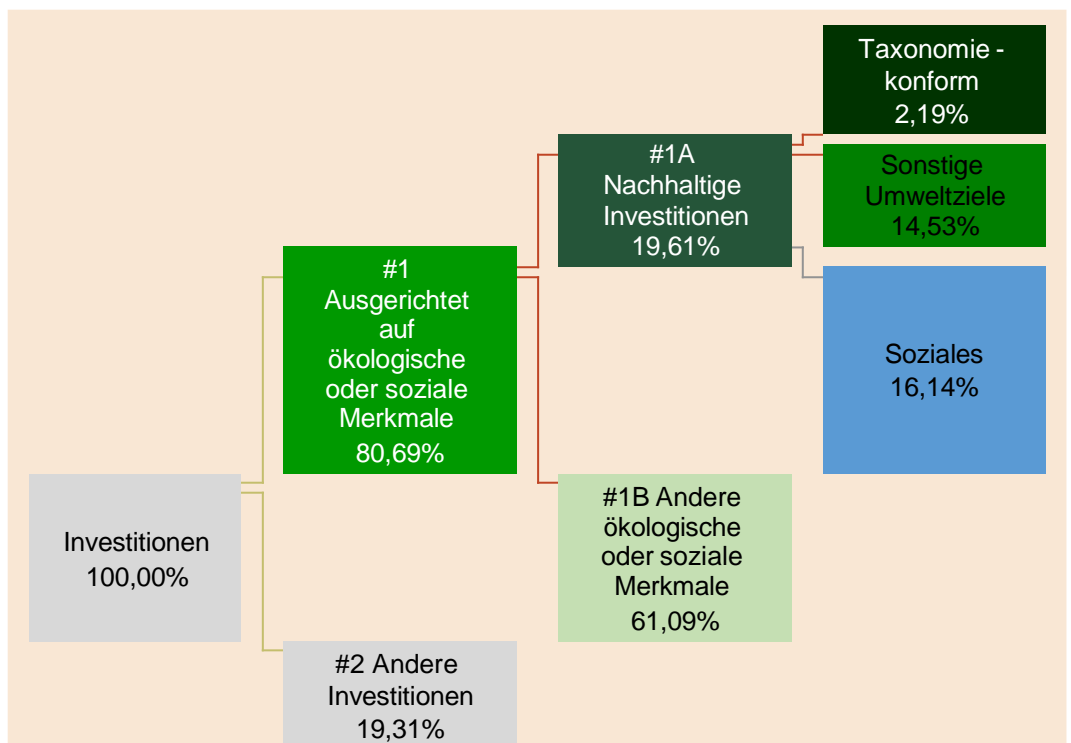 Taxonomie -
konform
2,19%
#1A
Nachhaltige
Investitionen
19,61%
Sonstige
Umweltziele
14,53%
#1
Ausgerichtet
auf
ökologische
oder soziale
Merkmale
80,69%
Soziales
16,14%
Investitionen
100,00%
#1B Andere
ökologische
oder soziale
Merkmale
61,09%
#2 Andere
Investitionen
19,31%